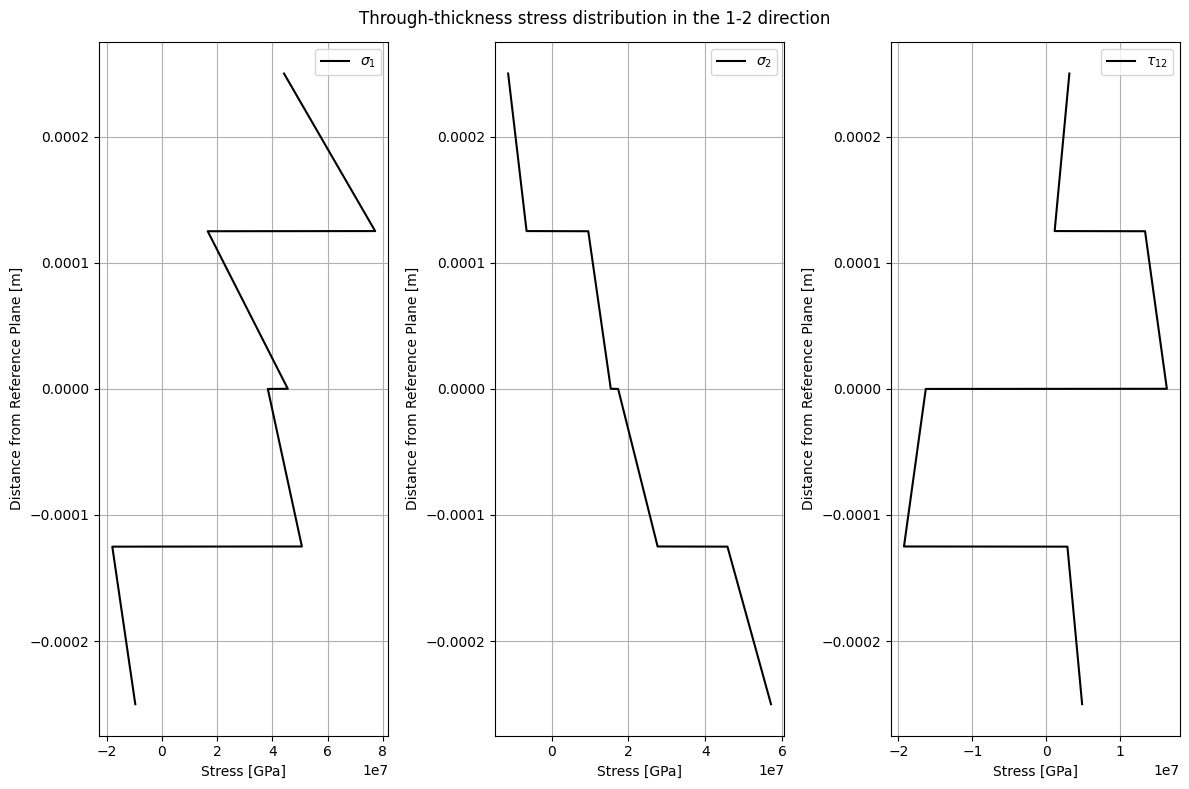 Through-thickness stress distribution in the 1-2 direction
σ₁
0.0002
0.0001
0.0000
−0.0001
−0.0002
Distance from Reference Plane [m]
−2 0 2 4 6 8
1e7
Stress [GPa]
σ₂
0.0002
0.0001
0.0000
−0.0001
−0.0002
Distance from Reference Plane [m]
0 2 4 6
1e7
Stress [GPa]
τ₁₂
0.0002
0.0001
0.0000
−0.0001
−0.0002
Distance from Reference Plane [m]
−2 −1 0 1
1e7
Stress [GPa]